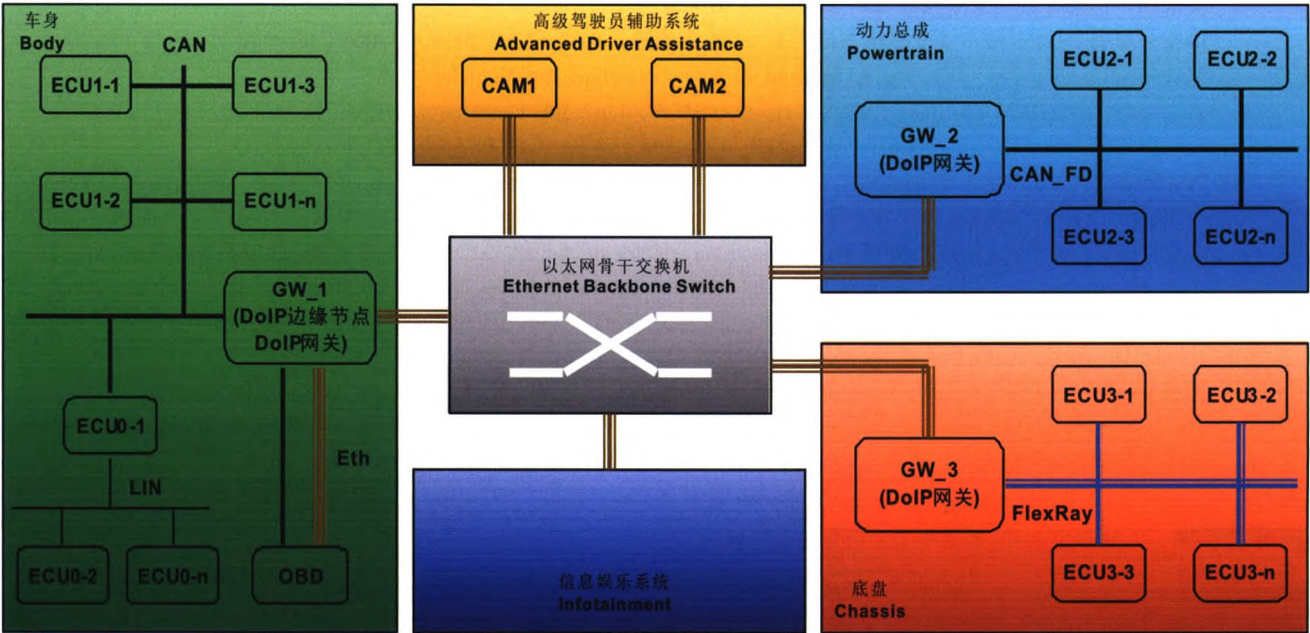 车身
Body
CAN
ECU1-1
ECU1-3
ECU1-2
ECU1-n
GW_1
(DoIP边缘节点
DoIP网关)
ECU0-1
LIN
Eth
ECU0-2
ECU0-n
OBD
高级驾驶员辅助系统
Advanced Driver Assistance
CAM1
CAM2
以太网骨干交换机
Ethernet Backbone Switch
信息娱乐系统
Infotainment
动力总成
Powertrain
ECU2-1
ECU2-2
GW_2
(DoIP网关)
CAN_FD
ECU2-3
ECU2-n
ECU3-1
ECU3-2
GW_3
(DoIP网关)
FlexRay
ECU3-3
ECU3-n
底盘
Chassis